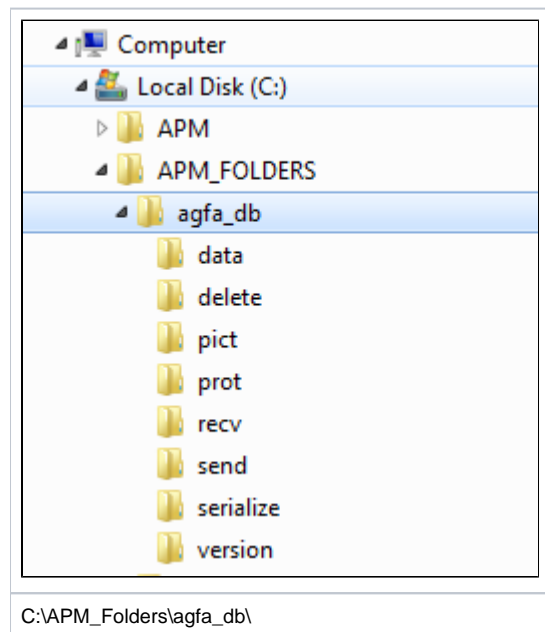 Computer
Local Disk (C:)
APM
APM_FOLDERS
agfa_db
data
delete
pict
prot
recv
send
serialize
version
C:\APM_Folders\agfa_db\